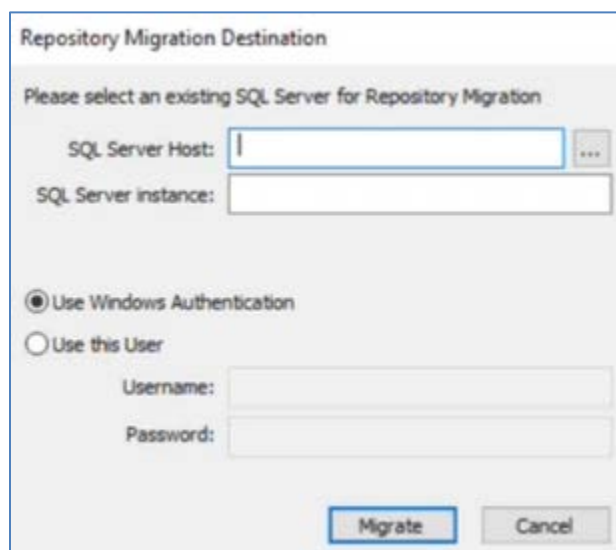 Repository Migration Destination
Please select an existing SQL Server for Repository Migration
SQL Server Host:
...
SQL Server instance:
Use Windows Authentication
Use this User
Username:
Password:
Migrate Cancel